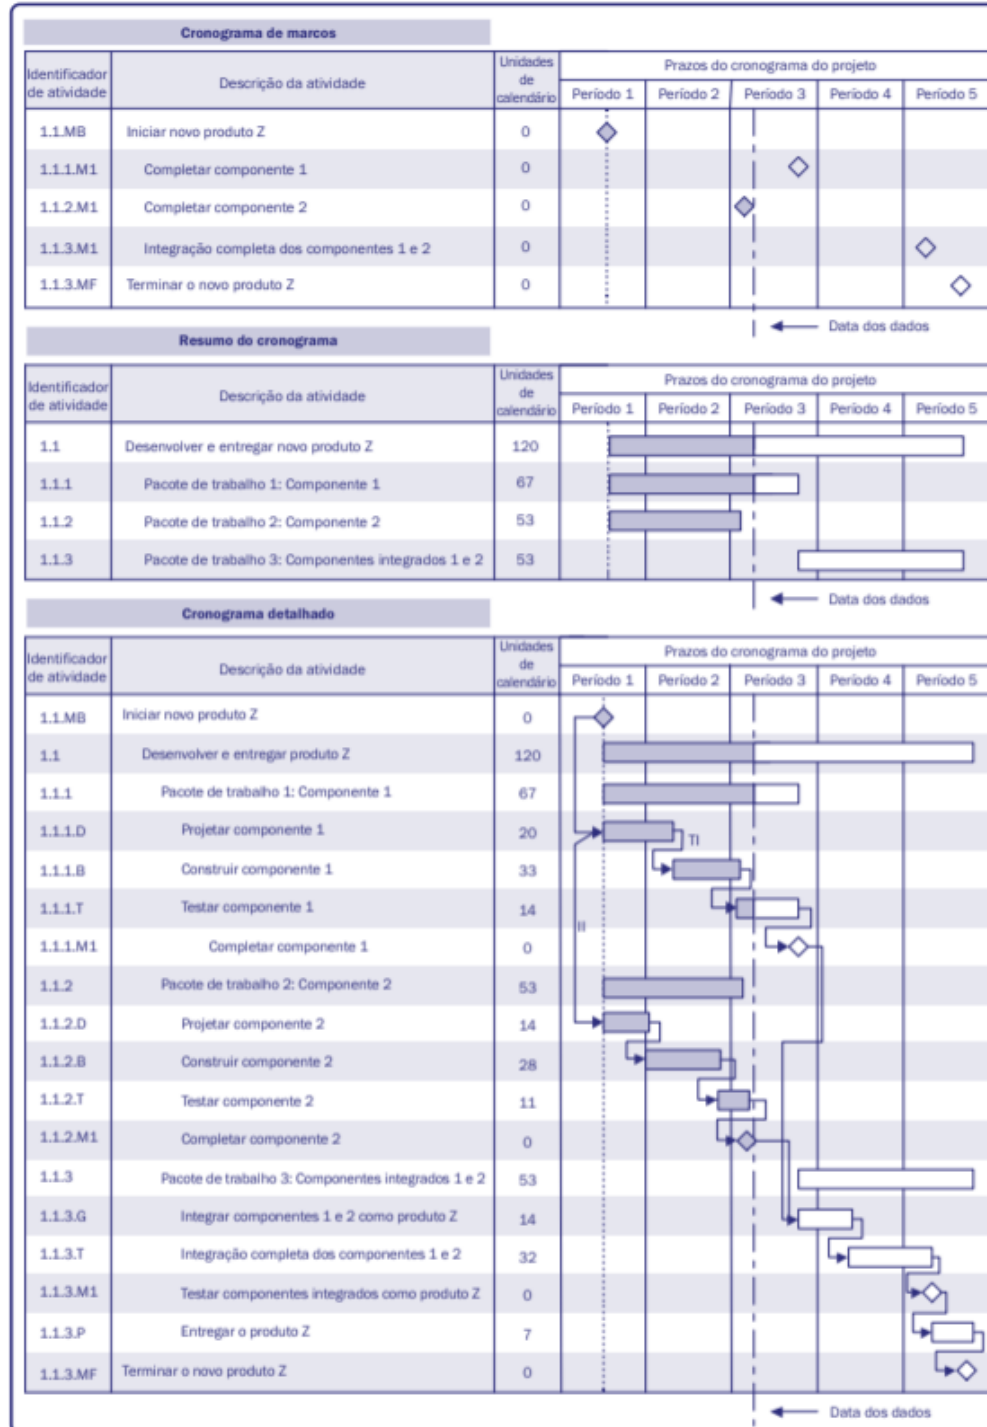 Cronograma de marcos
Identificador de atividade Descrição da atividade Unidades de calendário Prazos do cronograma do projeto
Período 1 Período 2 Período 3 Período 4 Período 5
1.1.MB Iniciar novo produto Z 0
1.1.1.M1 Completar componente 1 0
1.1.2.M1 Completar componente 2 0
1.1.3.M1 Integração completa dos componentes 1 e 2 0
1.1.3.MF Terminar o novo produto Z 0
Data dos dados
Resumo do cronograma
Identificador de atividade Descrição da atividade Unidades de calendário Prazos do cronograma do projeto
Período 1 Período 2 Período 3 Período 4 Período 5
1.1 Desenvolver e entregar novo produto Z 120
1.1.1 Pacote de trabalho 1: Componente 1 67
1.1.2 Pacote de trabalho 2: Componente 2 53
1.1.3 Pacote de trabalho 3: Componentes integrados 1 e 2 53
Data dos dados
Cronograma detalhado
Identificador de atividade Descrição da atividade Unidades de calendário Prazos do cronograma do projeto
Período 1 Período 2 Período 3 Período 4 Período 5
1.1.MB Iniciar novo produto Z 0
1.1 Desenvolver e entregar produto Z 120
1.1.1 Pacote de trabalho 1: Componente 1 67
1.1.1.D Projetar componente 1 20 TI
1.1.1.B Construir componente 1 33
1.1.1.T Testar componente 1 14 II
1.1.1.M1 Completar componente 1 0
1.1.2 Pacote de trabalho 2: Componente 2 53
1.1.2.D Projetar componente 2 14
1.1.2.B Construir componente 2 28
1.1.2.T Testar componente 2 11
1.1.2.M1 Completar componente 2 0
1.1.3 Pacote de trabalho 3: Componentes integrados 1 e 2 53
1.1.3.G Integrar componentes 1 e 2 como produto Z 14
1.1.3.T Integração completa dos componentes 1 e 2 32
1.1.3.M1 Testar componentes integrados como produto Z 0
1.1.3.P Entregar o produto Z 7
1.1.3.MF Terminar o novo produto Z 0
Data dos dados